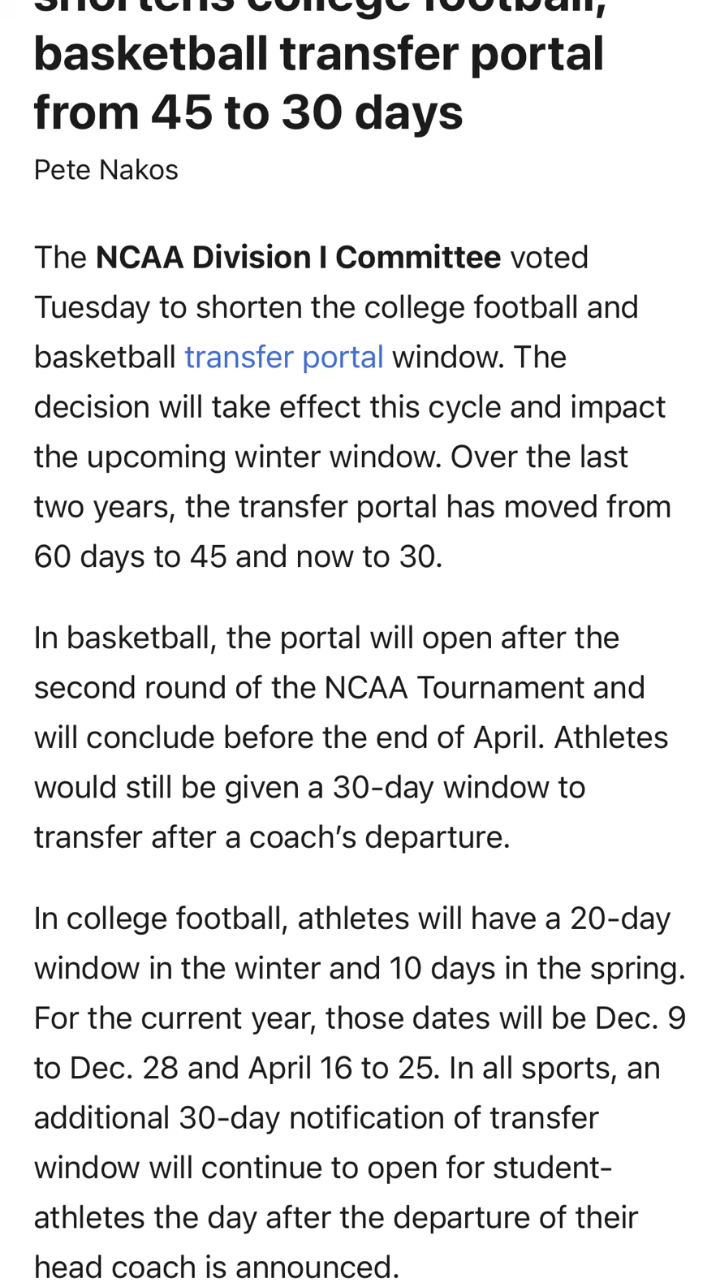 shortens college football,
basketball transfer portal
from 45 to 30 days
Pete Nakos
The NCAA Division I Committee voted
Tuesday to shorten the college football and
basketball transfer portal window. The
decision will take effect this cycle and impact
the upcoming winter window. Over the last
two years, the transfer portal has moved from
60 days to 45 and now to 30.
In basketball, the portal will open after the
second round of the NCAA Tournament and
will conclude before the end of April. Athletes
would still be given a 30-day window to
transfer after a coach’s departure.
In college football, athletes will have a 20-day
window in the winter and 10 days in the spring.
For the current year, those dates will be Dec. 9
to Dec. 28 and April 16 to 25. In all sports, an
additional 30-day notification of transfer
window will continue to open for student-
athletes the day after the departure of their
head coach is announced.